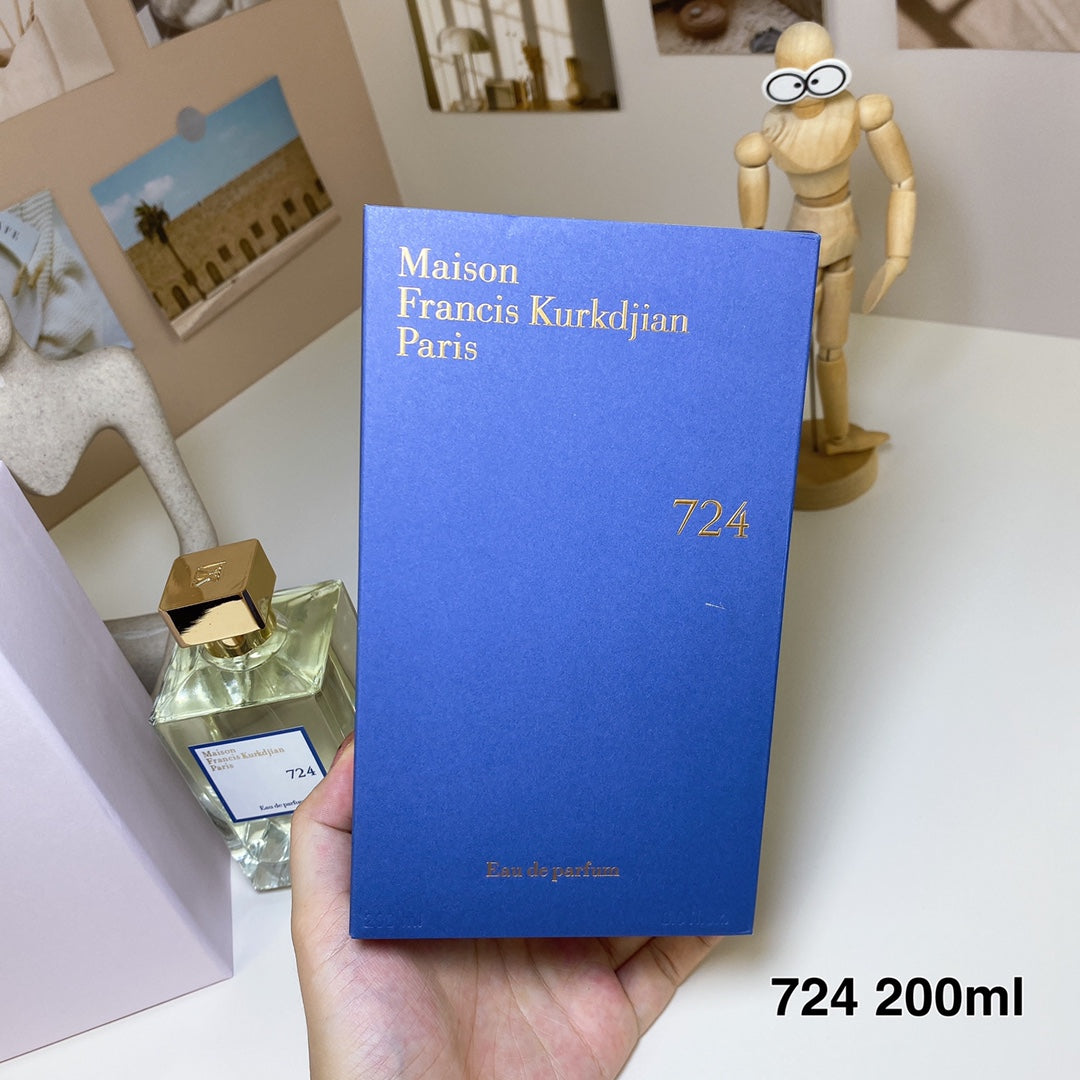 Maison
Francis Kurkdjian
Paris
724
Eau de parfum
Maison
Francis Kurkdjian
Paris
724
724 200ml